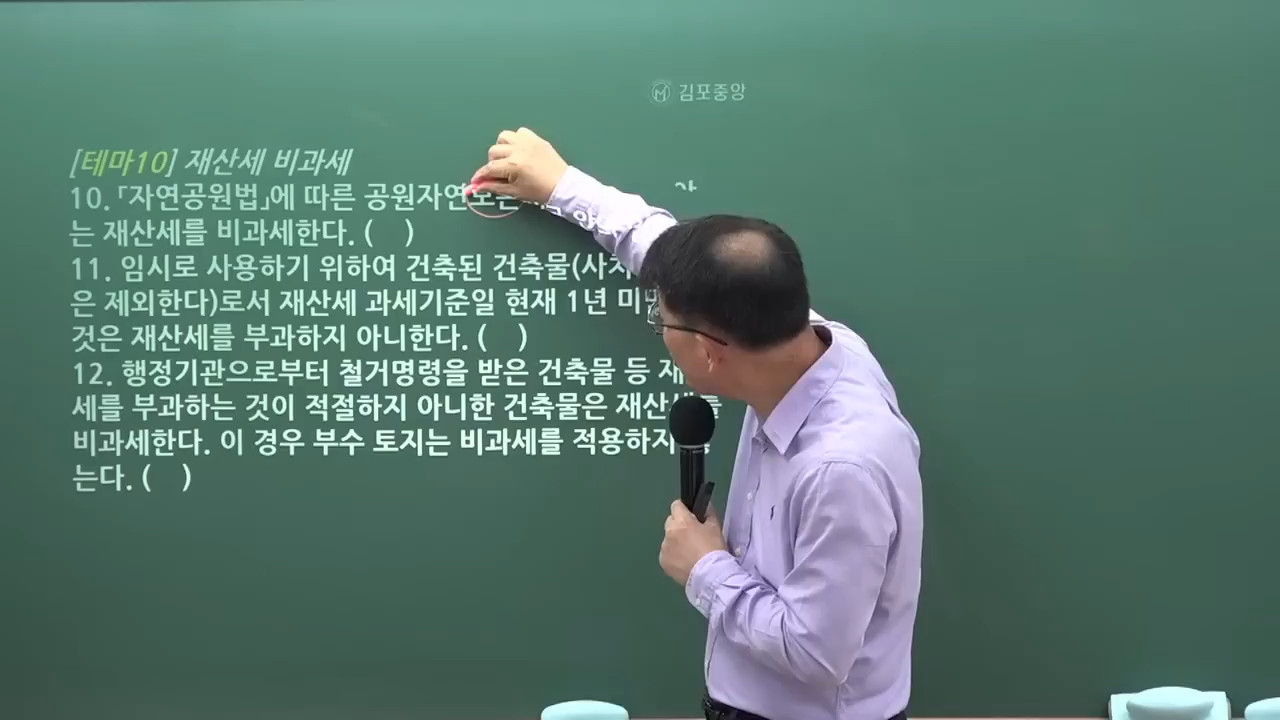 김포중앙
[테마10] 재산세 비과세
10. 「자연공원법」에 따른 공원자연보존
는 재산세를 비과세한다. ( )
11. 임시로 사용하기 위하여 건축된 건축물(사치
은 제외한다)로서 재산세 과세기준일 현재 1년 미만
것은 재산세를 부과하지 아니한다. ( )
12. 행정기관으로부터 철거명령을 받은 건축물 등 재
세를 부과하는 것이 적절하지 아니한 건축물은 재산세를
비과세한다. 이 경우 부수 토지는 비과세를 적용하지
는다. ( )